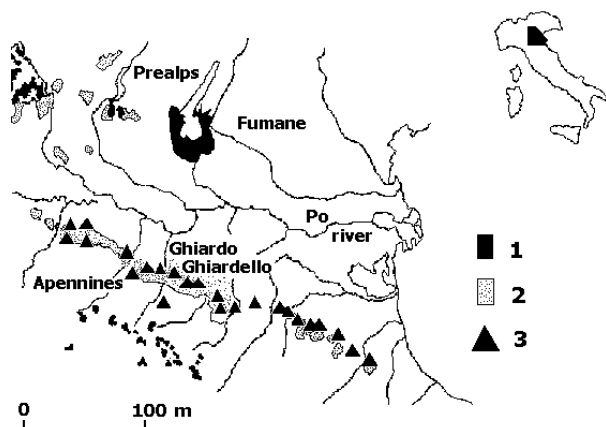 Prealps
Fumane
Po
river
Ghiardo
Ghiardello
Apennines
1
2
3
0 100 m